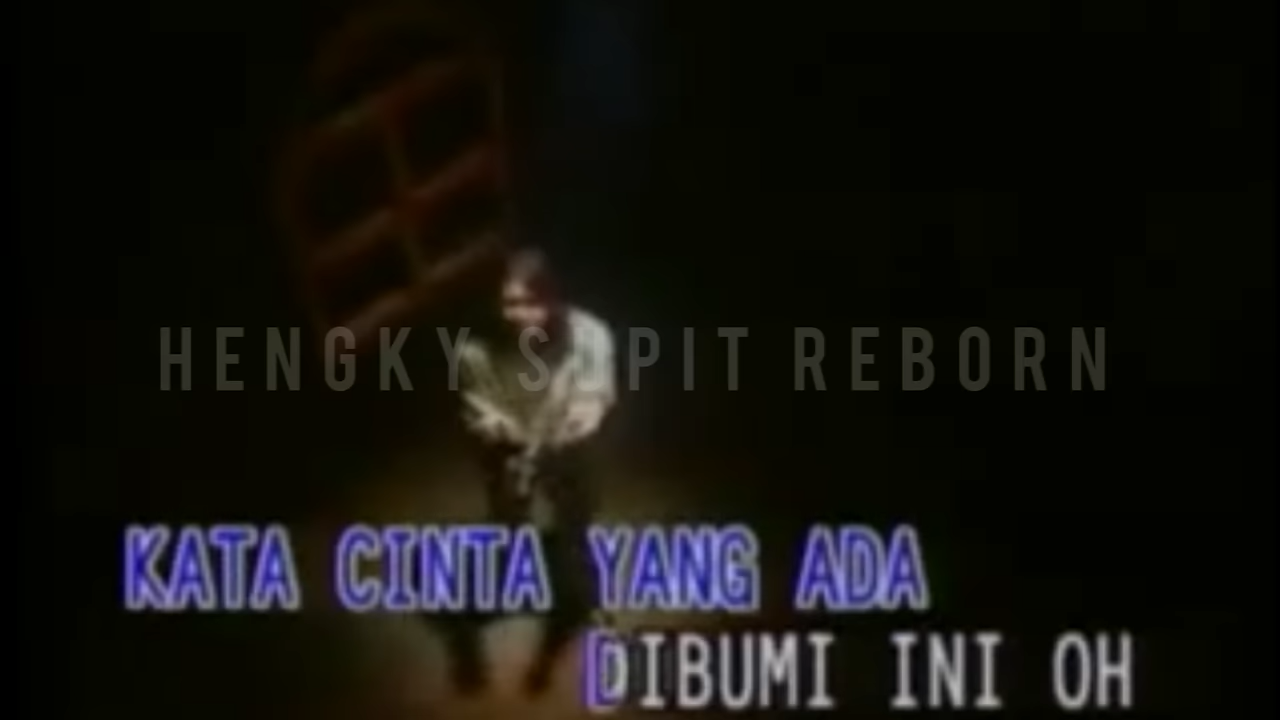 HENGKY SUPIT REBORN
KATA CINTA YANG ADA
DIBUMI INI OH